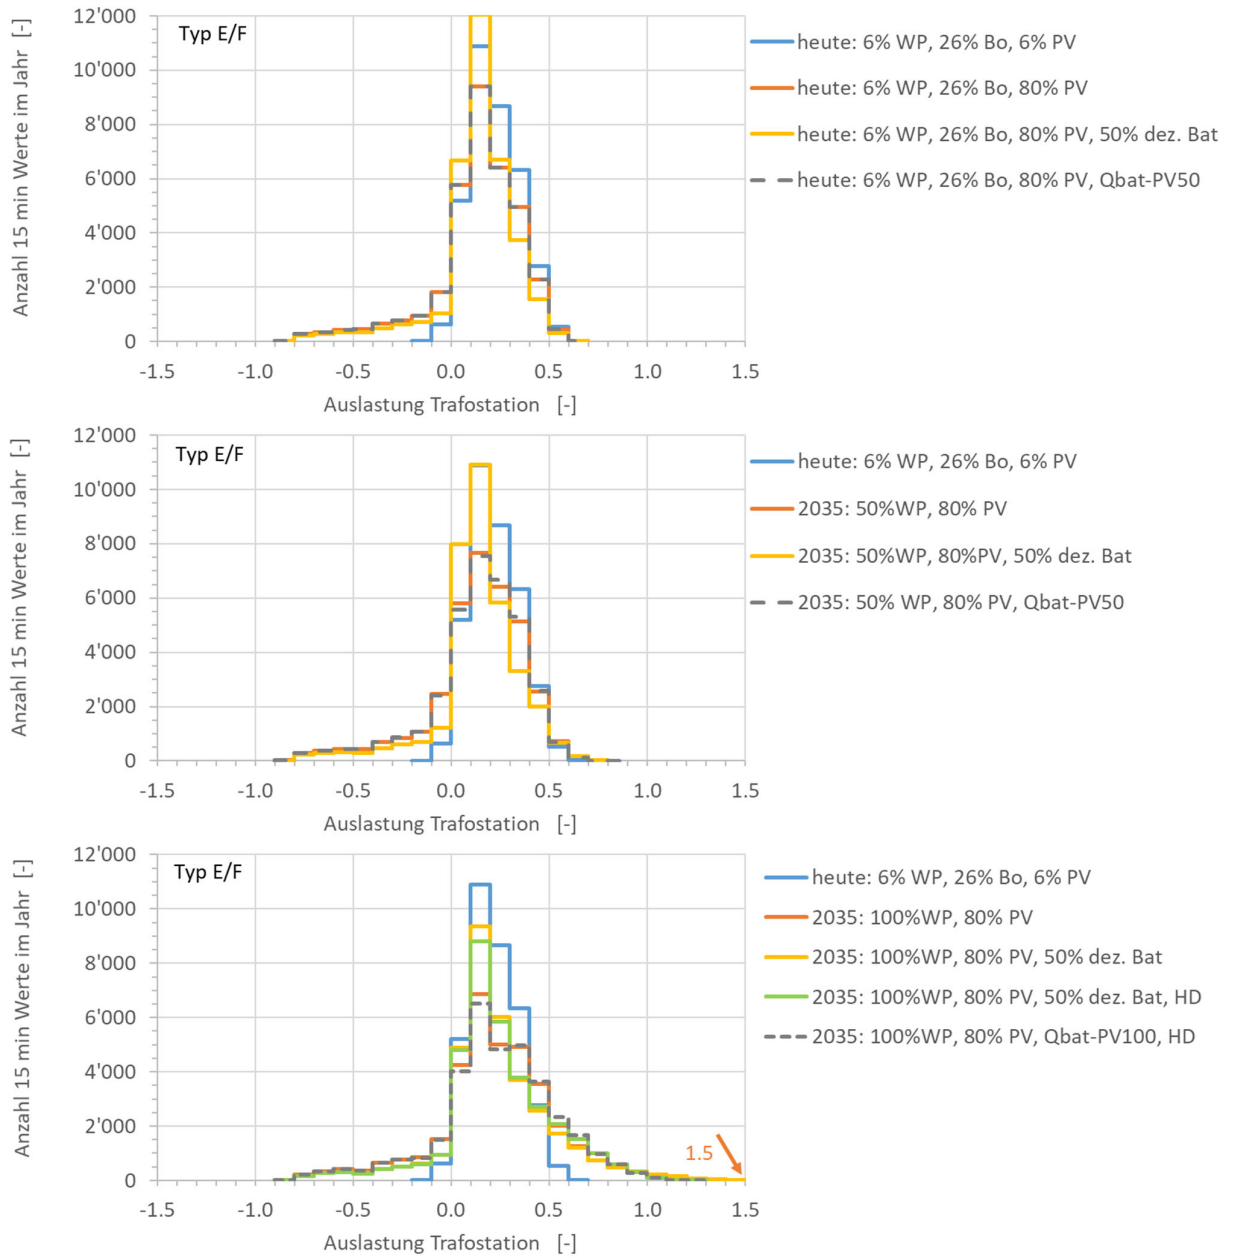 Typ E/F
Anzahl 15 min Werte im Jahr [-]
12'000
10'000
8'000
6'000
4'000
2'000
0
-1.5 -1.0 -0.5 0.0 0.5 1.0 1.5
Auslastung Trafostation [-]
heute: 6% WP, 26% Bo, 6% PV
heute: 6% WP, 26% Bo, 80% PV
heute: 6% WP, 26% Bo, 80% PV, 50% dez. Bat
heute: 6% WP, 26% Bo, 80% PV, Qbat-PV50
Typ E/F
Anzahl 15 min Werte im Jahr [-]
12'000
10'000
8'000
6'000
4'000
2'000
0
-1.5 -1.0 -0.5 0.0 0.5 1.0 1.5
Auslastung Trafostation [-]
heute: 6% WP, 26% Bo, 6% PV
2035: 50%WP, 80% PV
2035: 50%WP, 80%PV, 50% dez. Bat
2035: 50% WP, 80% PV, Qbat-PV50
Typ E/F
Anzahl 15 min Werte im Jahr [-]
12'000
10'000
8'000
6'000
4'000
2'000
0
1.5
-1.5 -1.0 -0.5 0.0 0.5 1.0 1.5
Auslastung Trafostation [-]
heute: 6% WP, 26% Bo, 6% PV
2035: 100%WP, 80% PV
2035: 100%WP, 80% PV, 50% dez. Bat
2035: 100%WP, 80% PV, 50% dez. Bat, HD
2035: 100%WP, 80% PV, Qbat-PV100, HD